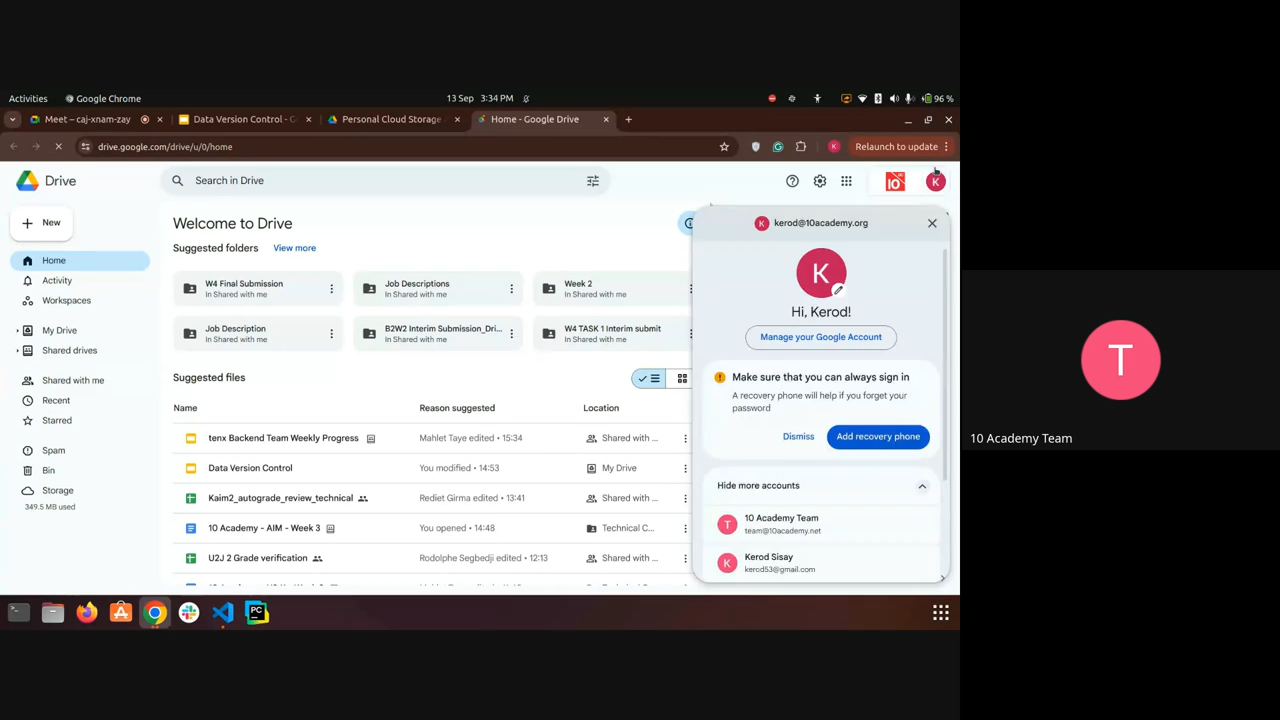 Activities
Google Chrome
13 Sep 3:34 PM
96 %
Meet – caj-xnam-zay
Data Version Control - G
Personal Cloud Storage
Home - Google Drive
drive.google.com/drive/u/0/home
Relaunch to update
Drive
Search in Drive
10
K
New
Home
Activity
Workspaces
My Drive
Shared drives
Shared with me
Recent
Starred
Spam
Bin
Storage
349.5 MB used
Welcome to Drive
Suggested folders
View more
W4 Final Submission
In Shared with me
Job Descriptions
In Shared with me
Week 2
In Shared with me
Job Description
In Shared with me
B2W2 Interim Submission_Dri...
In Shared with me
W4 TASK 1 Interim submit
In Shared with me
Suggested files
Name
Reason suggested
Location
tenx Backend Team Weekly Progress
Mahlet Taye edited • 15:34
Shared with ...
Data Version Control
You modified • 14:53
My Drive
Kaim2_autograde_review_technical
Rediet Girma edited • 13:41
Shared with ...
10 Academy - AIM - Week 3
You opened • 14:48
Technical C...
U2J 2 Grade verification
Rodolphe Segbedji edited • 12:13
Shared with ...
K
kerod@10academy.org
K
Hi, Kerod!
Manage your Google Account
Make sure that you can always sign in
A recovery phone will help if you forget your
password
Dismiss
Add recovery phone
Hide more accounts
T
10 Academy Team
team@10academy.net
K
Kerod Sisay
kerod53@gmail.com
PC
T
10 Academy Team